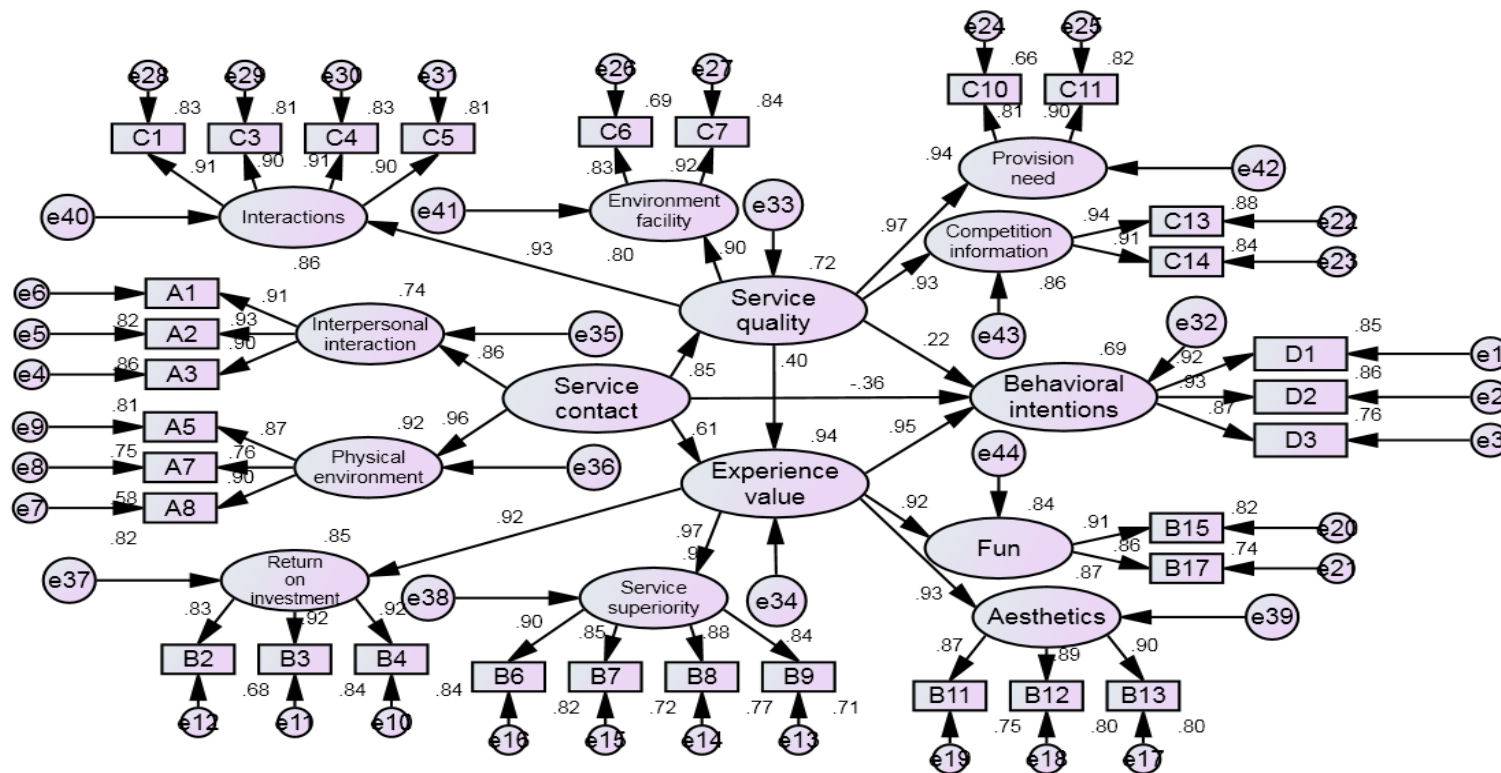 e24
e25
.66
.82
C10
C11
.81
.90
.94
Provision
need
e42
e28
e29
e30
e31
.83
.81
.83
.81
C1
C3
C4
C5
.91
.90
.91
.90
e40
Interactions
.86
.93
e26
e27
.69
.84
C6
C7
.83
.92
e41
Environment
facility
.80
.90
e33
.72
Service
quality
.97
.93
Competition
information
.94
.91
C13
C14
.88
.84
e22
e23
.86
e43
e6
e5
e4
A1
A2
A3
.82
.86
.91
.93
.90
.74
Interpersonal
interaction
e35
.86
Service
contact
.85
.40
.22
-.36
.61
.95
.96
e32
.69
Behavioral
intentions
.92
.93
.87
D1
D2
D3
.85
.86
.76
e1
e2
e3
e9
e8
e7
.81
.75
.58
.82
A5
A7
A8
.87
.76
.90
.92
Physical
environment
e36
.94
Experience
value
e34
e44
.92
.84
Fun
.91
.86
.87
B15
B17
.82
.74
e20
e21
.92
.97
.93
e37
.85
Return
on
investment
.83
.92
.92
B2
B3
B4
.68
.84
.84
e12
e11
e10
e38
.9
Service
superiority
.90
.85
.88
.84
B6
B7
B8
B9
.82
.72
.77
.71
e16
e15
e14
e13
Aesthetics
e39
.87
.89
.90
B11
B12
B13
.75
.80
.80
e19
e18
e17